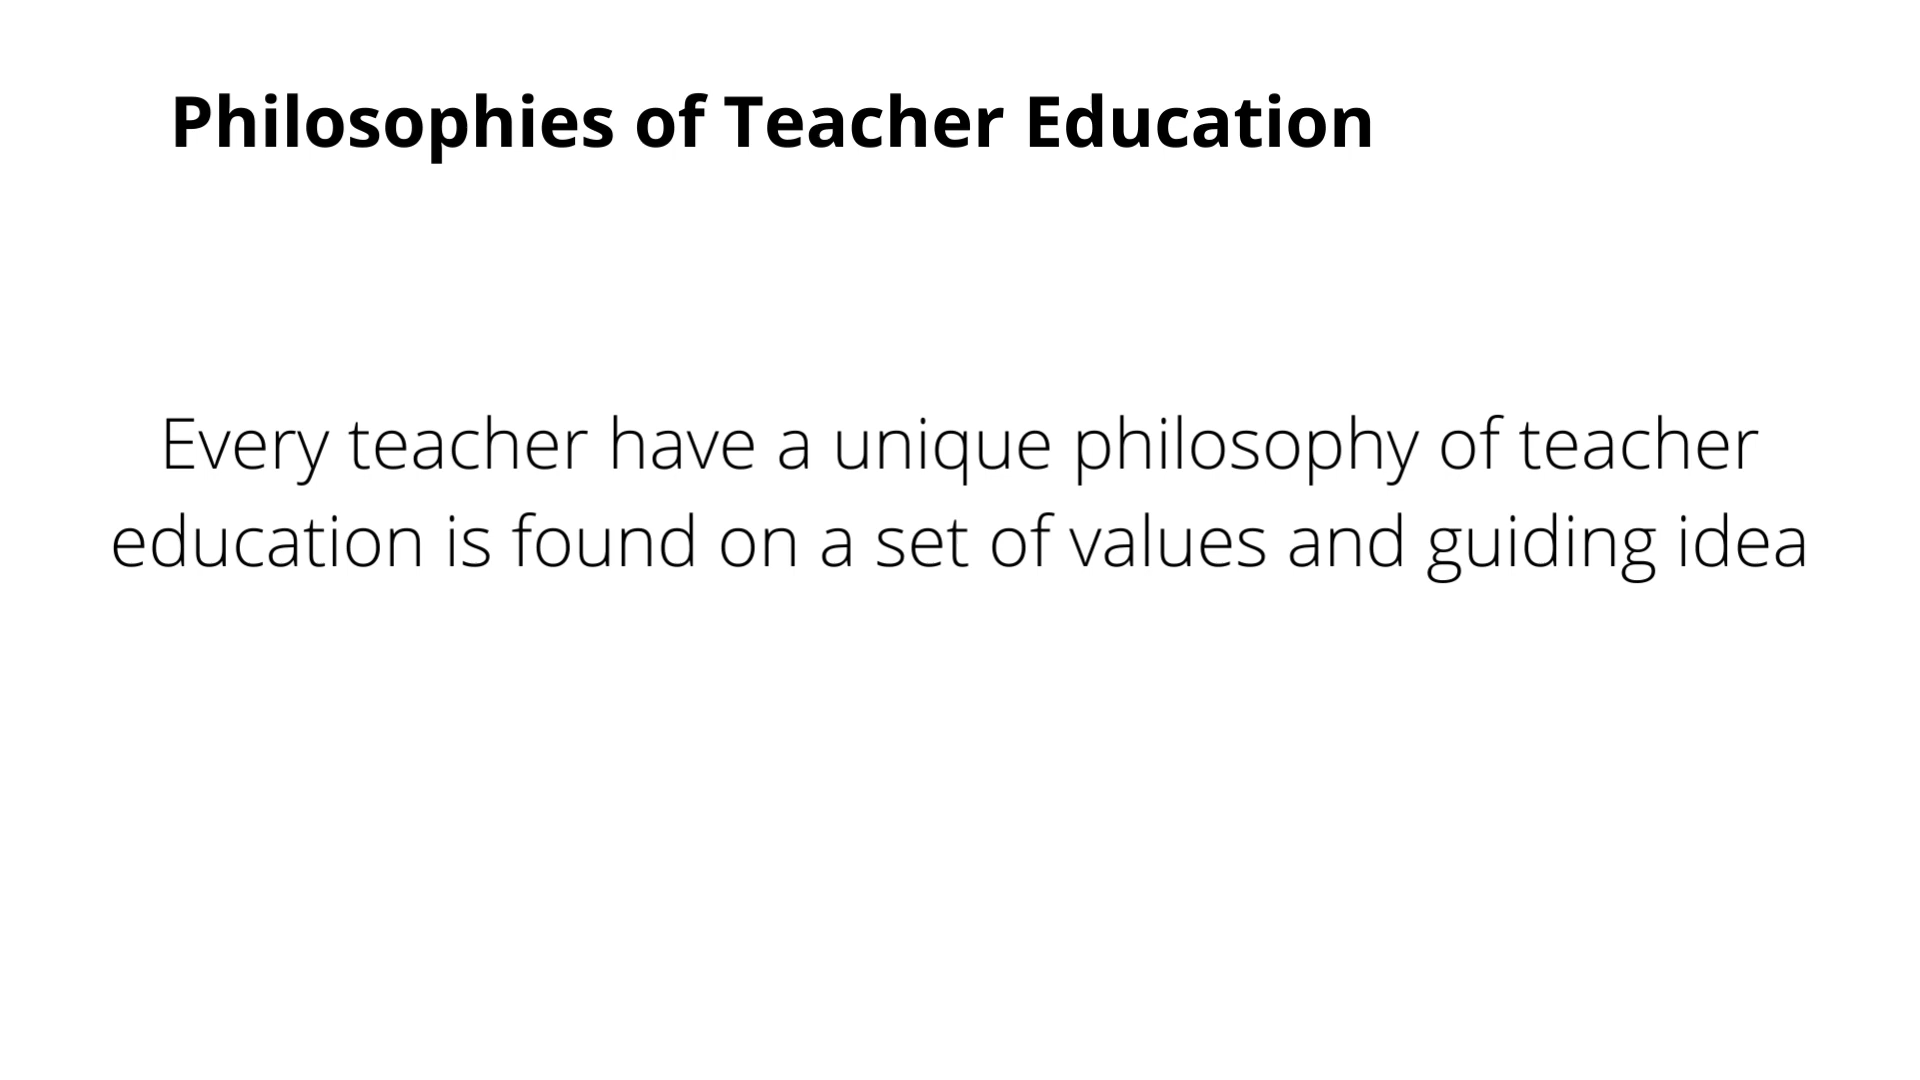 Philosophies of Teacher Education
Every teacher have a unique philosophy of teacher
education is found on a set of values and guiding idea